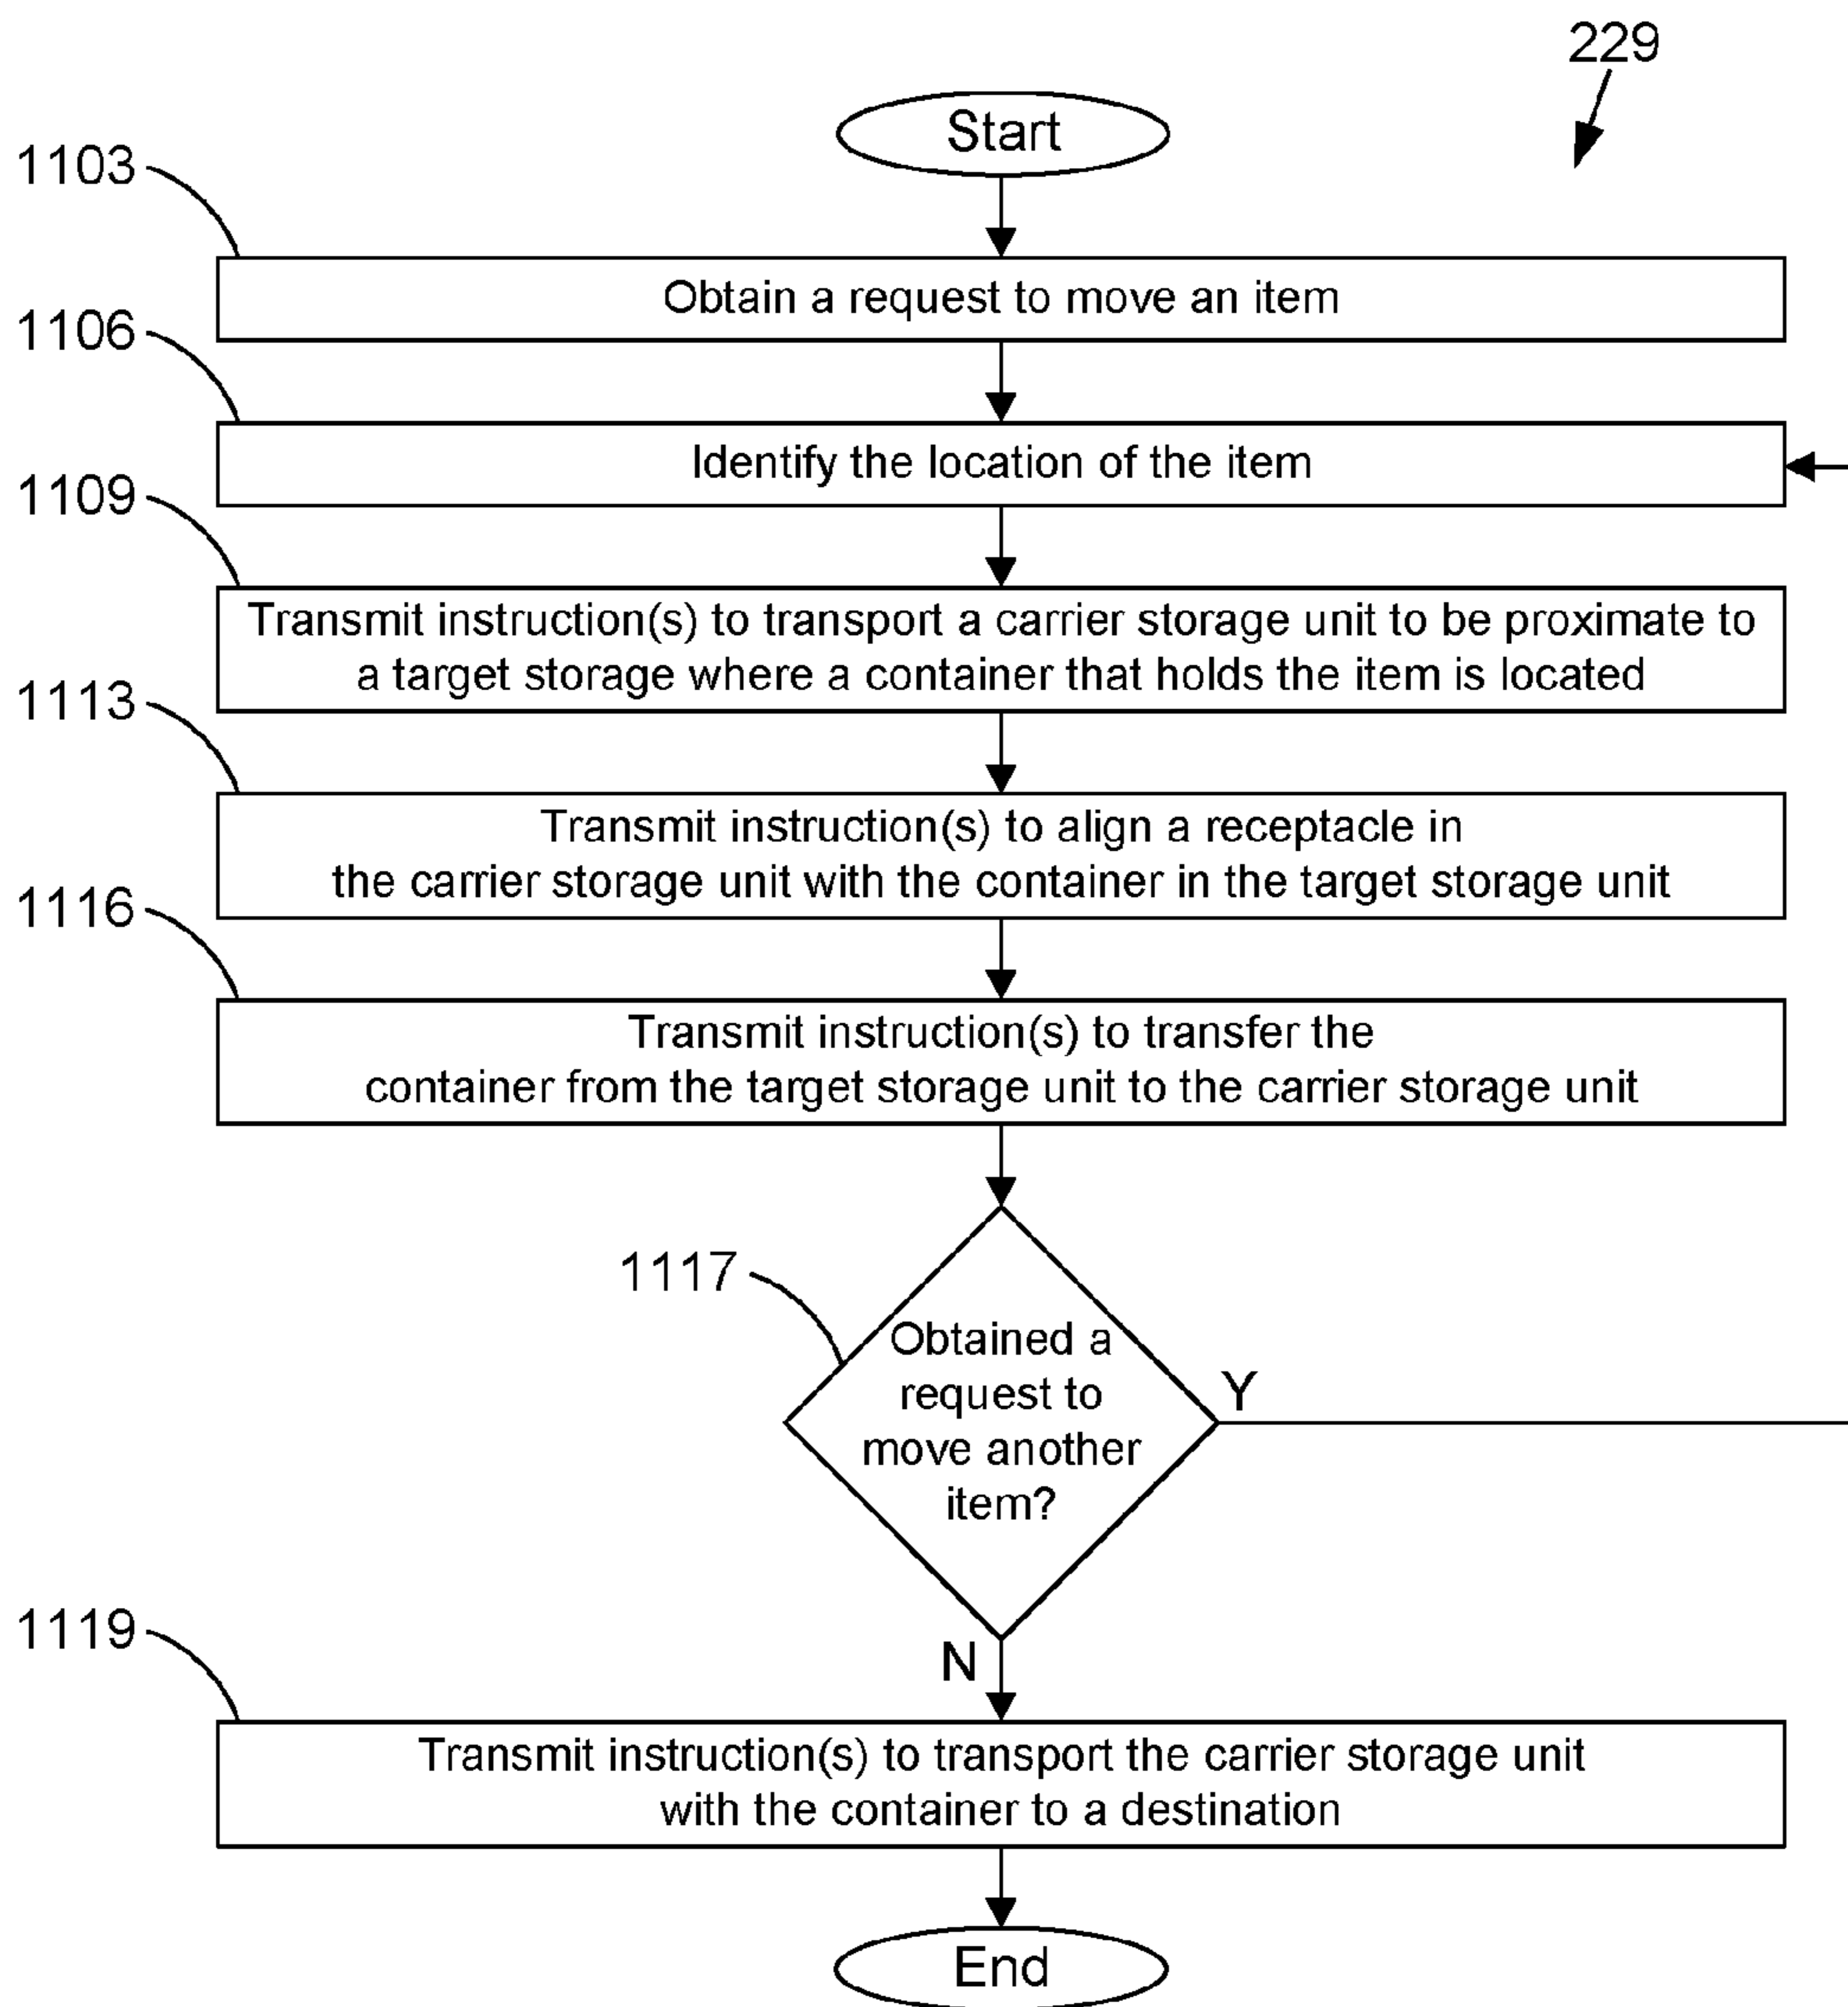 229
Start
1103
Obtain a request to move an item
1106
Identify the location of the item
1109
Transmit instruction(s) to transport a carrier storage unit to be proximate to
a target storage where a container that holds the item is located
1113
Transmit instruction(s) to align a receptacle in
the carrier storage unit with the container in the target storage unit
1116
Transmit instruction(s) to transfer the
container from the target storage unit to the carrier storage unit
1117
Obtained a
request to
move another
item?
Y
N
1119
Transmit instruction(s) to transport the carrier storage unit
with the container to a destination
End